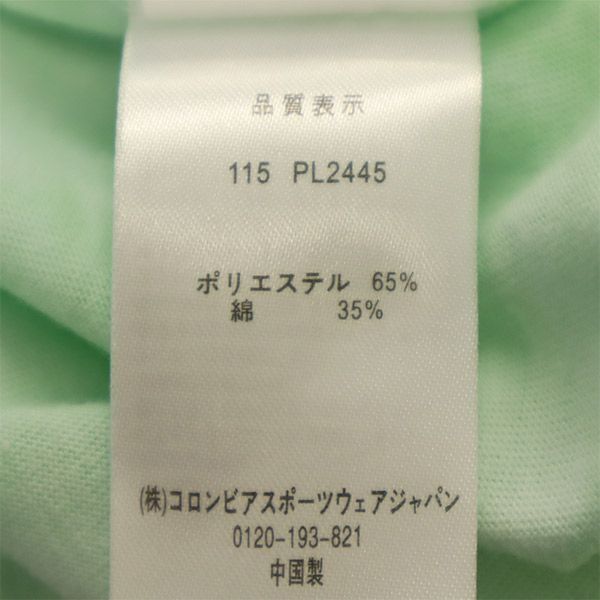 品質表示
115 PL2445
ポリエステル 65%
綿 35%
(株)コロンビアスポーツウェアジャパン
0120-193-821
中国製